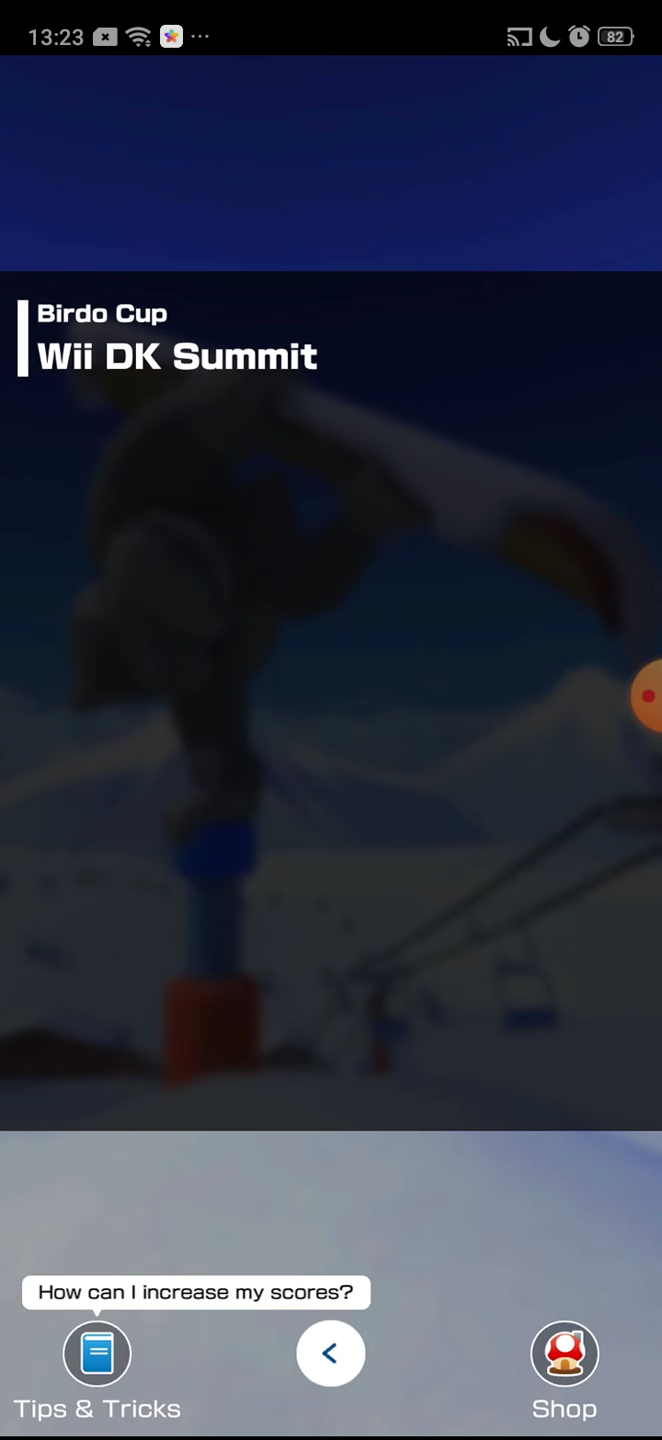 13:23
82
Birdo Cup
Wii DK Summit
How can I increase my scores?
Tips & Tricks
Shop